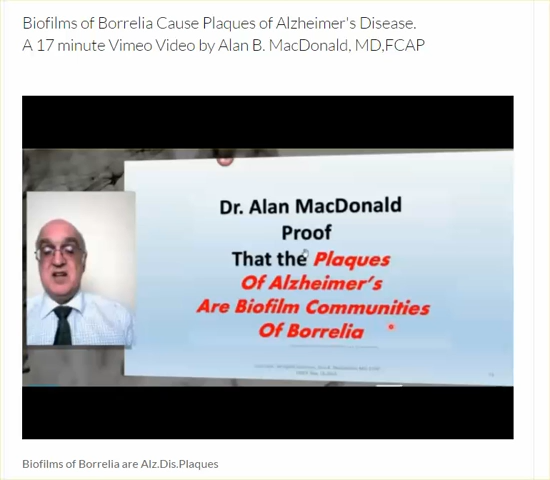 Biofilms of Borrelia Cause Plaques of Alzheimer's Disease.
A 17 minute Vimeo Video by Alan B. MacDonald, MD,FCAP
Dr. Alan MacDonald
Proof
That the Plaques
Of Alzheimer's
Are Biofilm Communities
Of Borrelia
Biofilms of Borrelia are Alz.Dis.Plaques